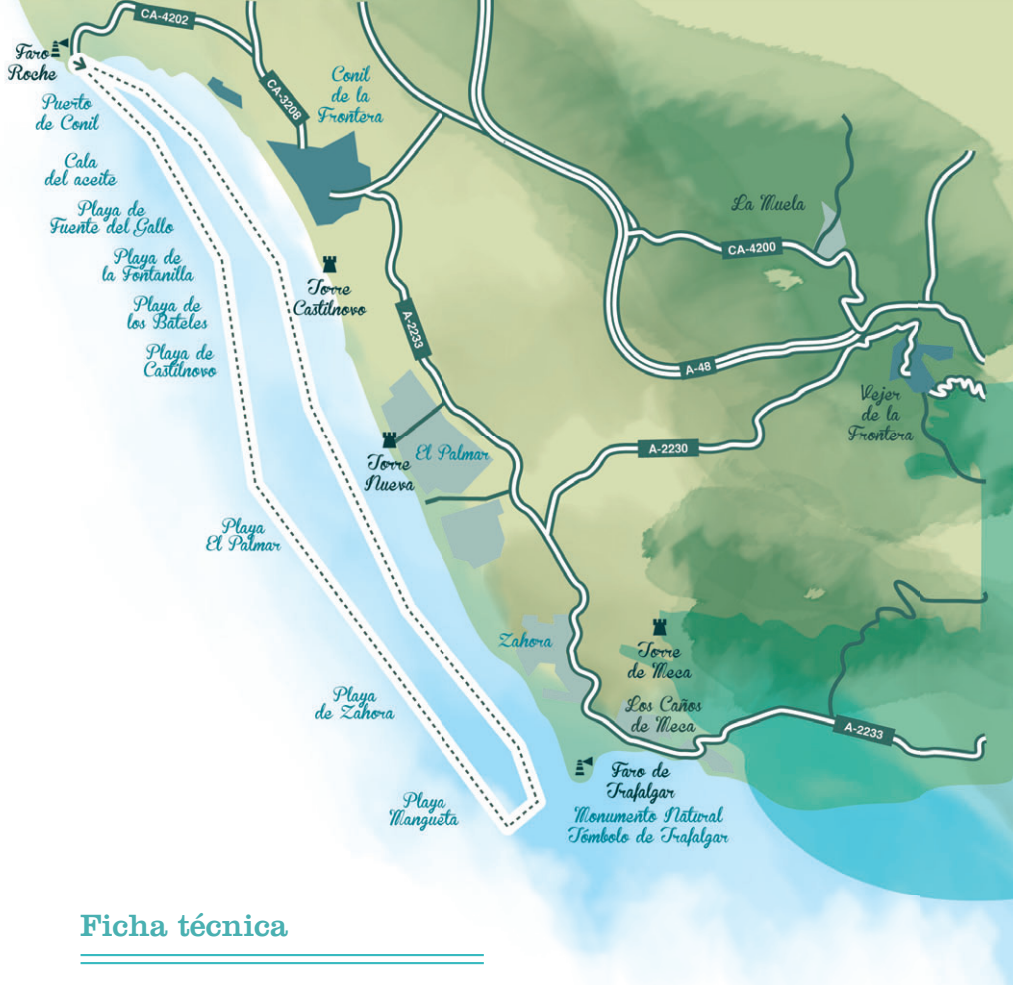 CA-4202
Faro
Roche
Puerto
de Conil
CA-3208
Conil
de la
Frontera
Cala
del aceite
Playa de
Fuente del Gallo
Playa de
la Fontanilla
Playa de
los Bateles
Playa de
Castilnovo
Torre
Castilnovo
La Muela
CA-4200
A-2233
A-48
Vejer
de la
Frontera
Torre
Nueva
El Palmar
A-2230
Playa
El Palmar
Zahora
Torre
de Meca
Los Caños
de Meca
Playa
de Zahora
A-2233
Faro de
Trafalgar
Monumento Natural
Tómbolo de Trafalgar
Playa
Mangueta
Ficha técnica